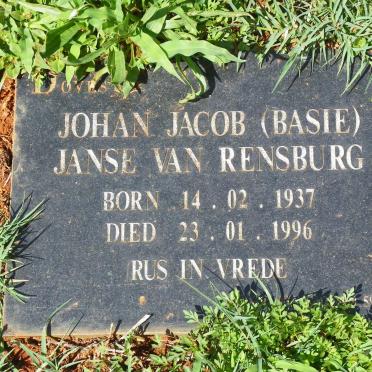 JOHAN JACOB (BASIE)
JANSE VAN RENSBURG
BORN 14 . 02 . 1937
DIED 23 . 01 . 1996
RUS IN VREDE